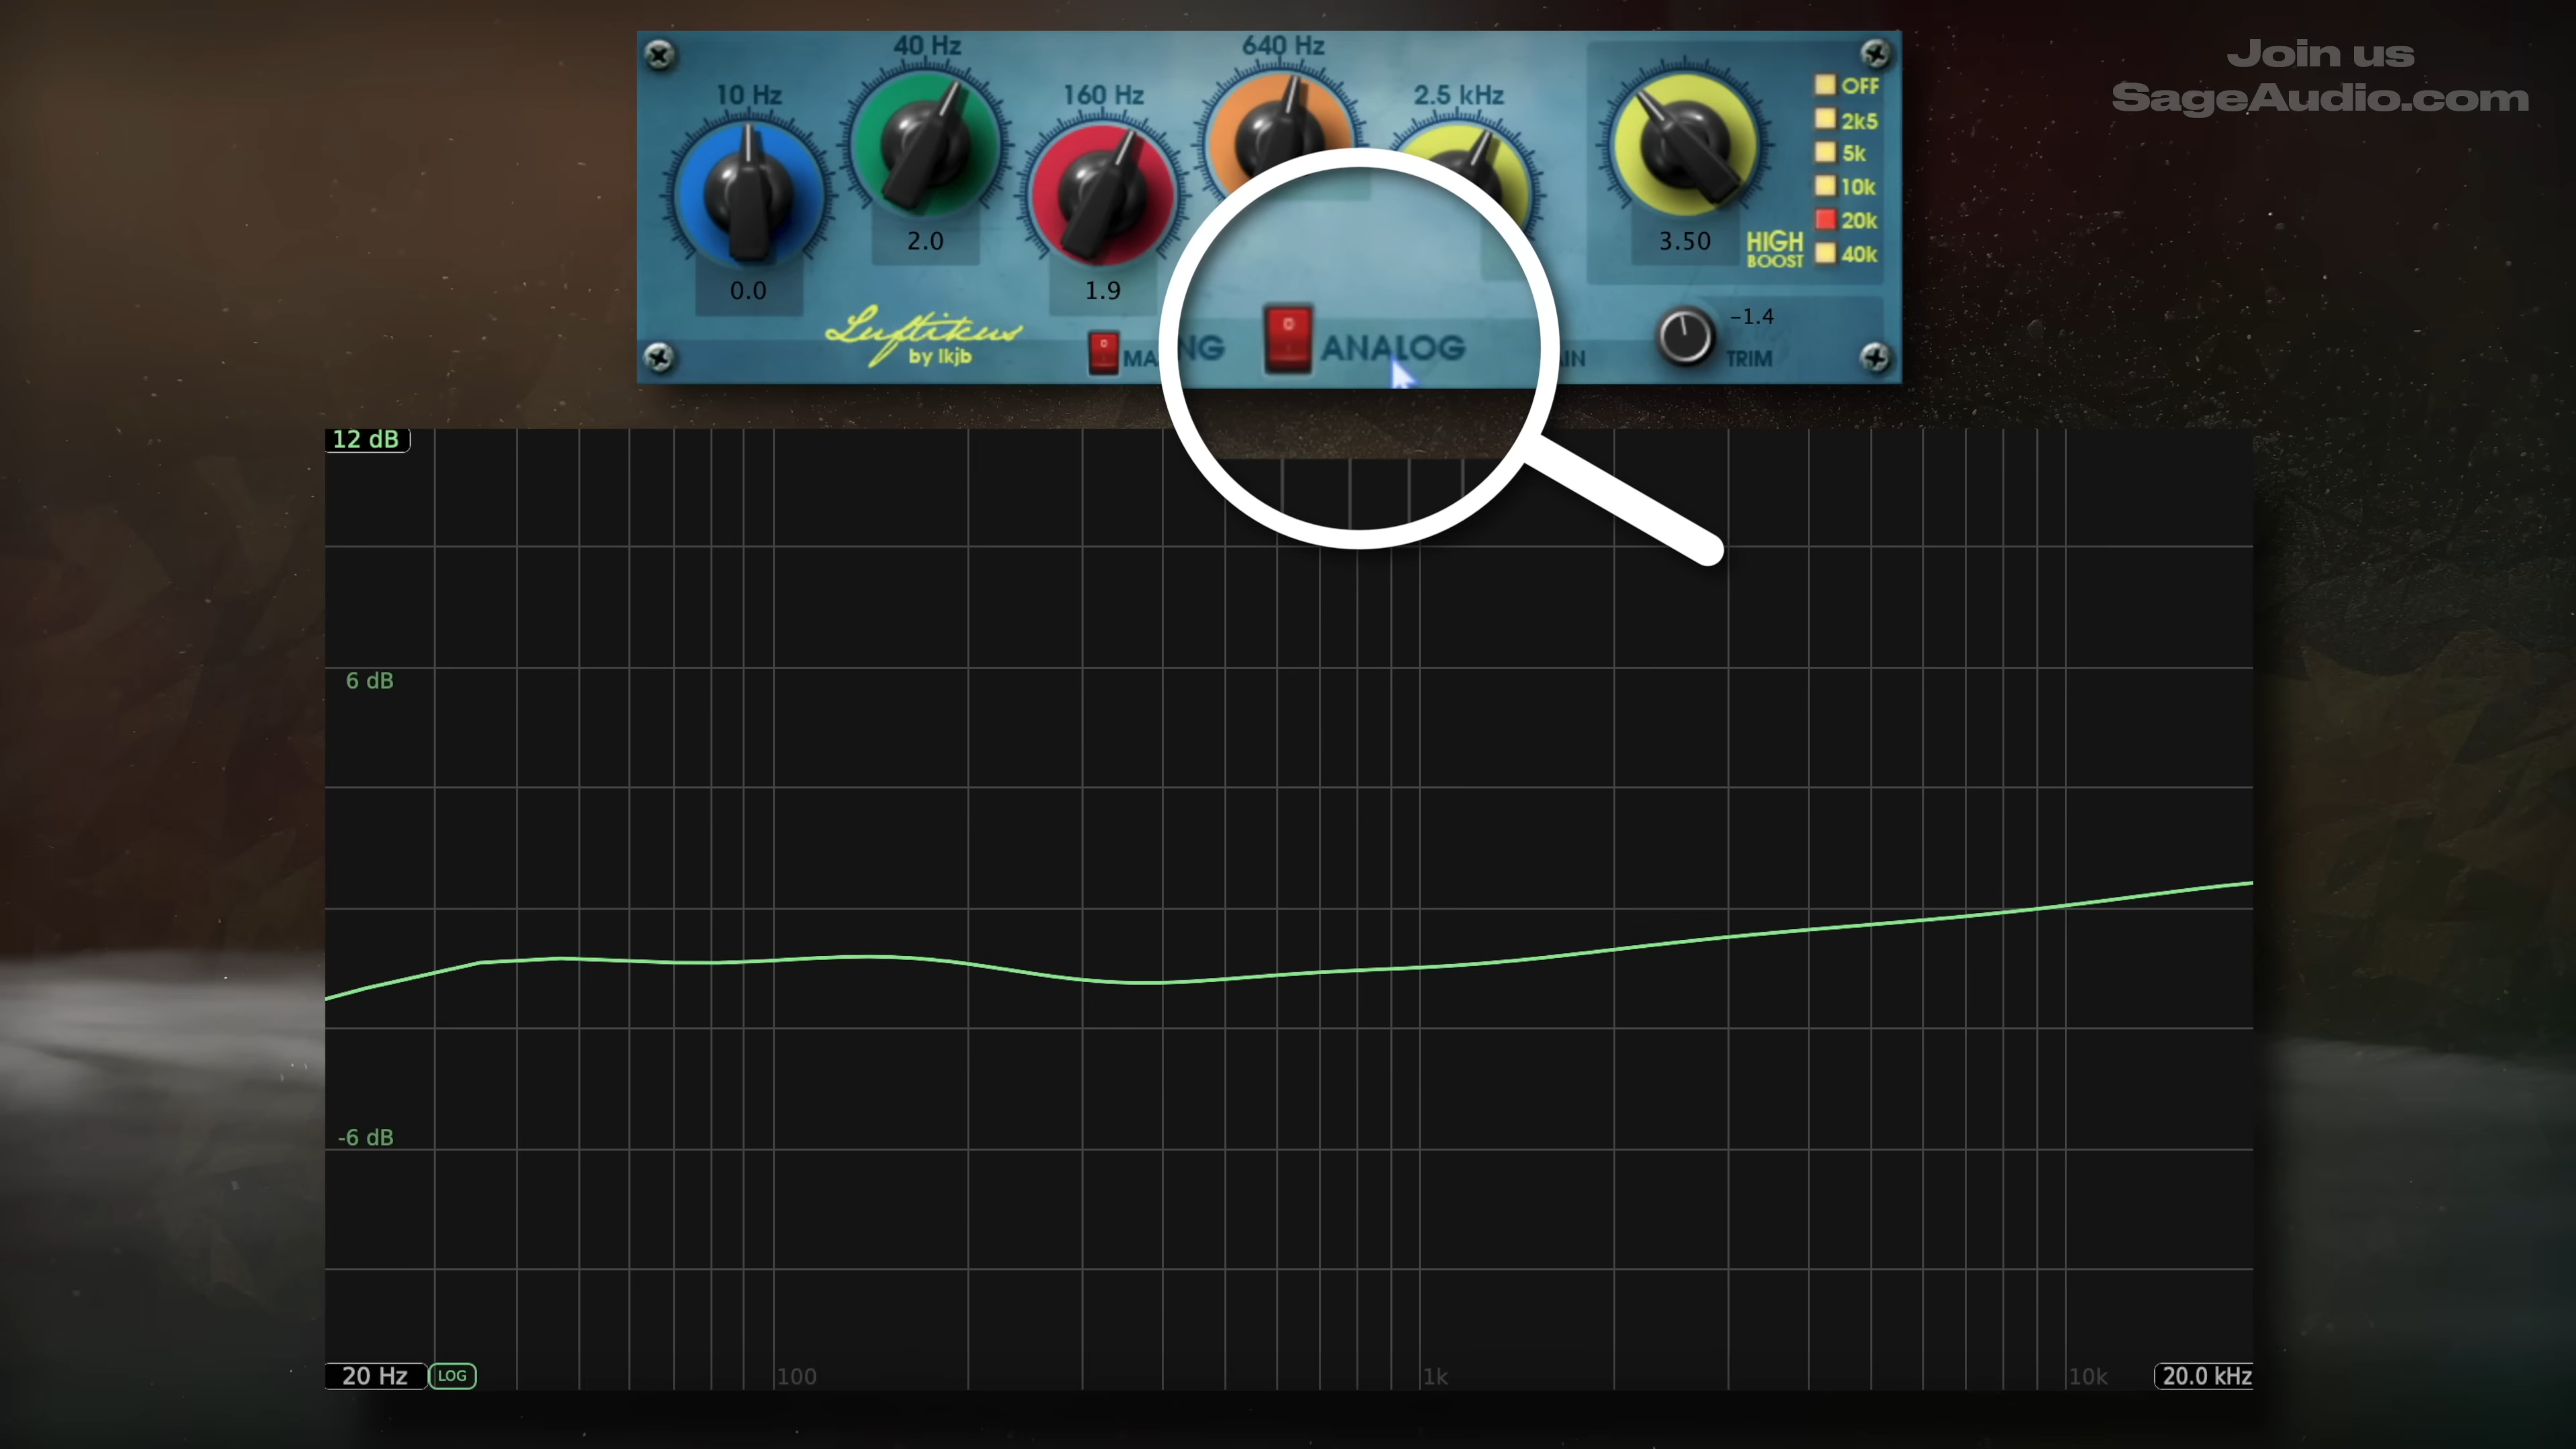 Join us
SageAudio.com
10 Hz
40 Hz
160 Hz
640 Hz
2.5 kHz
0.0
2.0
1.9
3.50
OFF
2k5
5k
10k
20k
40k
HIGH
BOOST
Luftikus
by lkjb
ANALOG
-1.4
TRIM
12 dB
6 dB
-6 dB
20 Hz
LOG
100
1k
10k
20.0 kHz